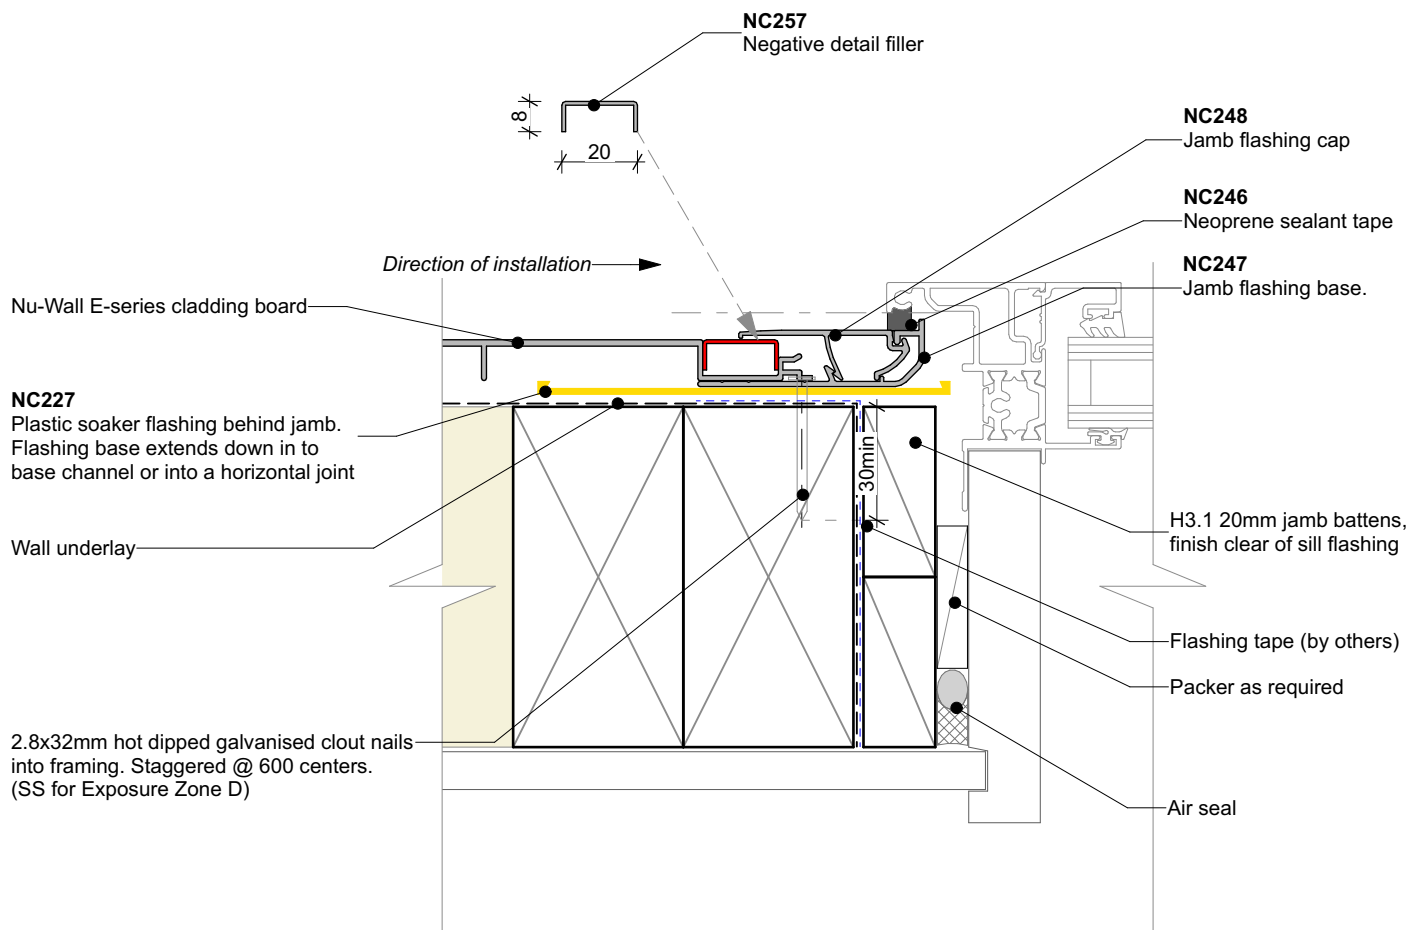 NC257
Negative detail filler
8
20
NC248
Jamb flashing cap
NC246
Neoprene sealant tape
Direction of installation
NC247
Jamb flashing base.
Nu-Wall E-series cladding board
NC227
Plastic soaker flashing behind jamb.
Flashing base extends down in to
base channel or into a horizontal joint
30min
H3.1 20mm jamb battens,
finish clear of sill flashing
Wall underlay
Flashing tape (by others)
Packer as required
2.8x32mm hot dipped galvanised clout nails
into framing. Staggered @ 600 centers.
(SS for Exposure Zone D)
Air seal